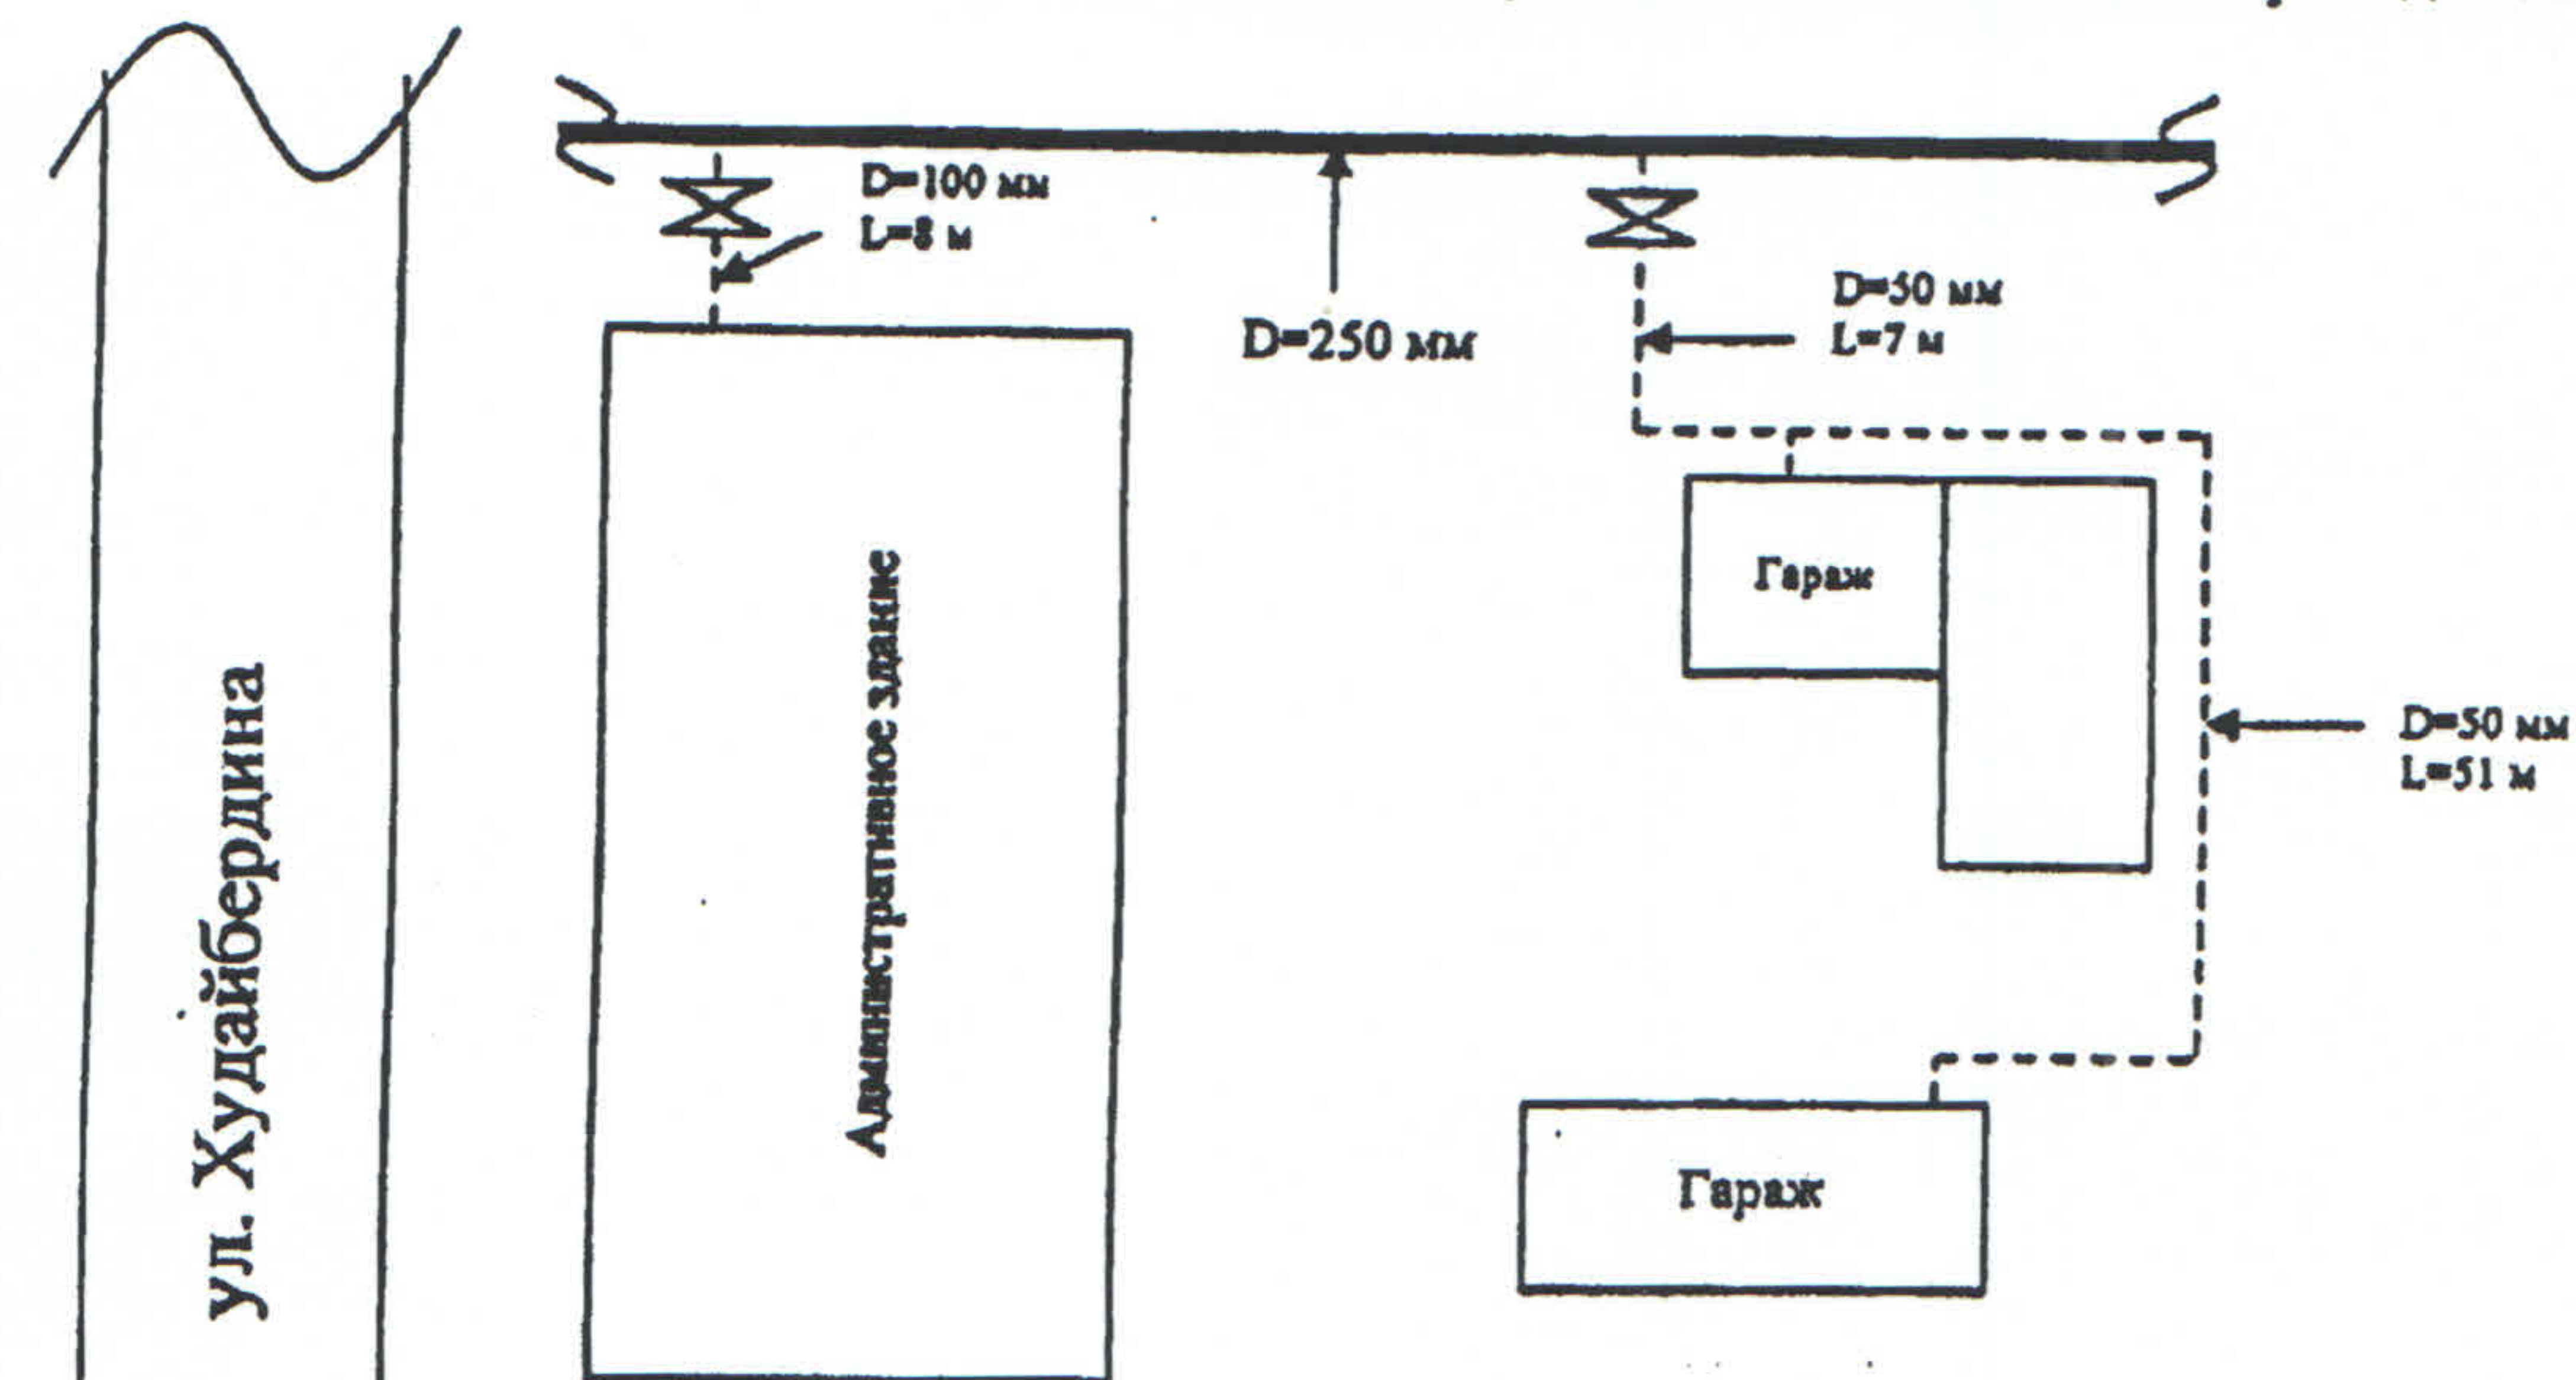 D=100 мм
L=8 м
D=250 мм
D=50 мм
L=7 м
Гараж
D=50 мм
L=51 м
Административное здание
ул. Худайбердина
Гараж